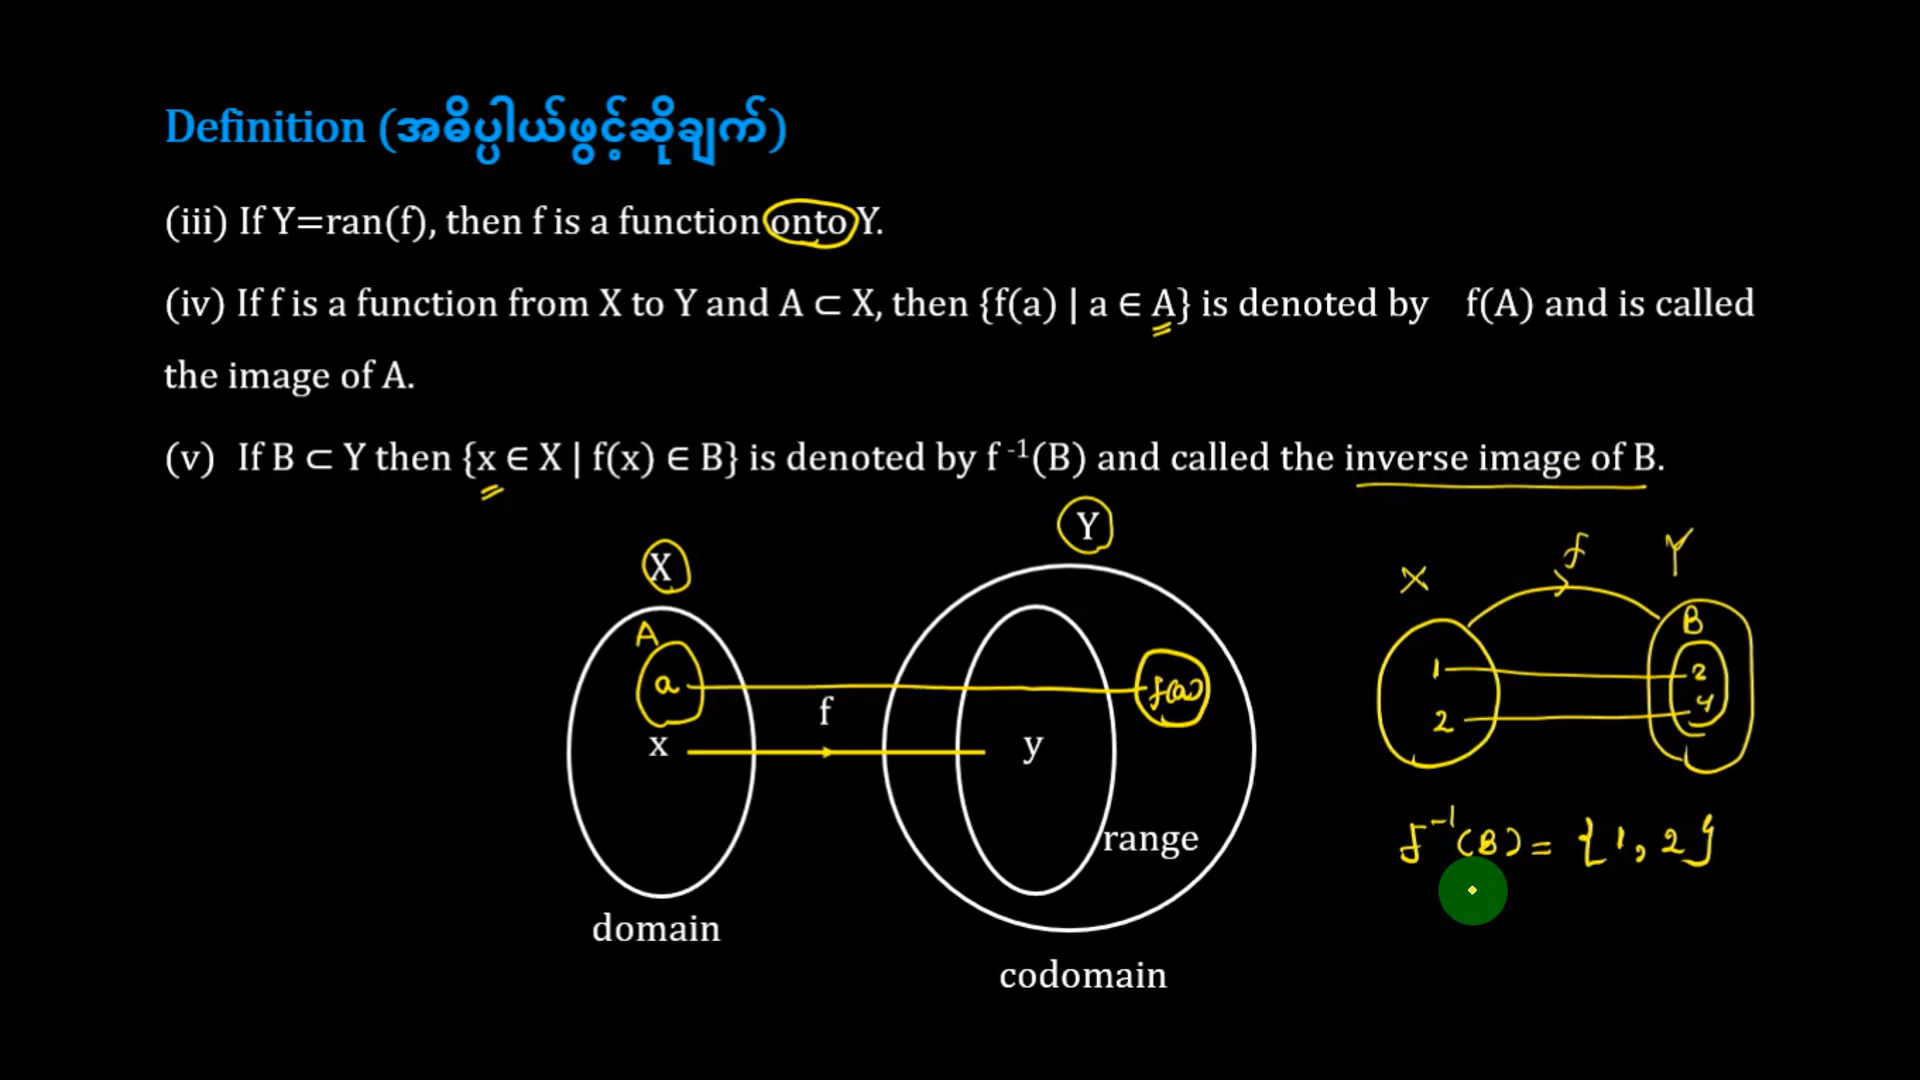 Definition (အဓိပ္ပါယ်ဖွင့်ဆိုချက်)
(iii) If Y=ran(f), then f is a function onto Y.
(iv) If f is a function from X to Y and A ⊂ X, then {f(a) | a ∈ A} is denoted by f(A) and is called
the image of A.
(v) If B ⊂ Y then {x ∈ X | f(x) ∈ B} is denoted by f⁻¹(B) and called the inverse image of B.
X
Y
A
a
f(a)
f
x
y
range
domain
codomain
X f Y
B
1 2
2 4
f⁻¹(B) = {1, 2}